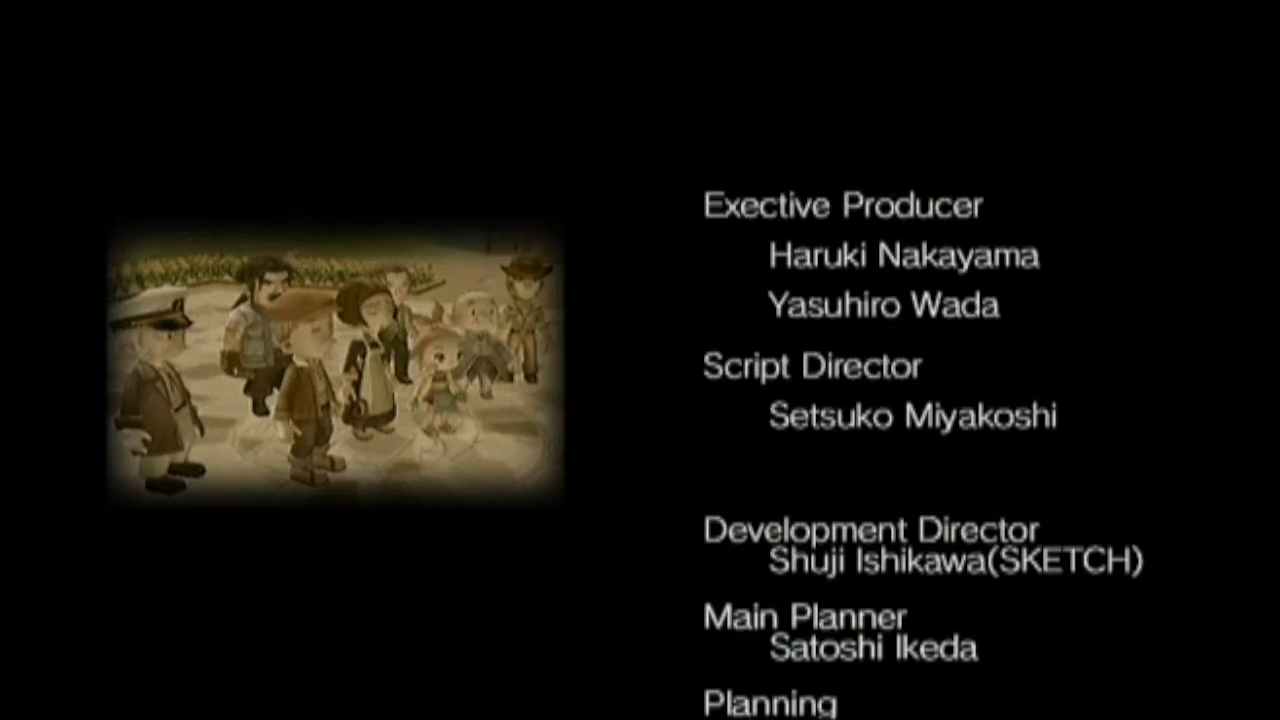 Exective Producer
Haruki Nakayama
Yasuhiro Wada
Script Director
Setsuko Miyakoshi
Development Director
Shuji Ishikawa(SKETCH)
Main Planner
Satoshi Ikeda
Planning